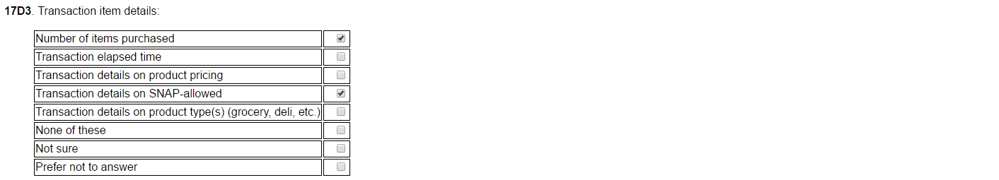 17D3. Transaction item details:
Number of items purchased
Transaction elapsed time
Transaction details on product pricing
Transaction details on SNAP-allowed
Transaction details on product type(s) (grocery, deli, etc.)
None of these
Not sure
Prefer not to answer